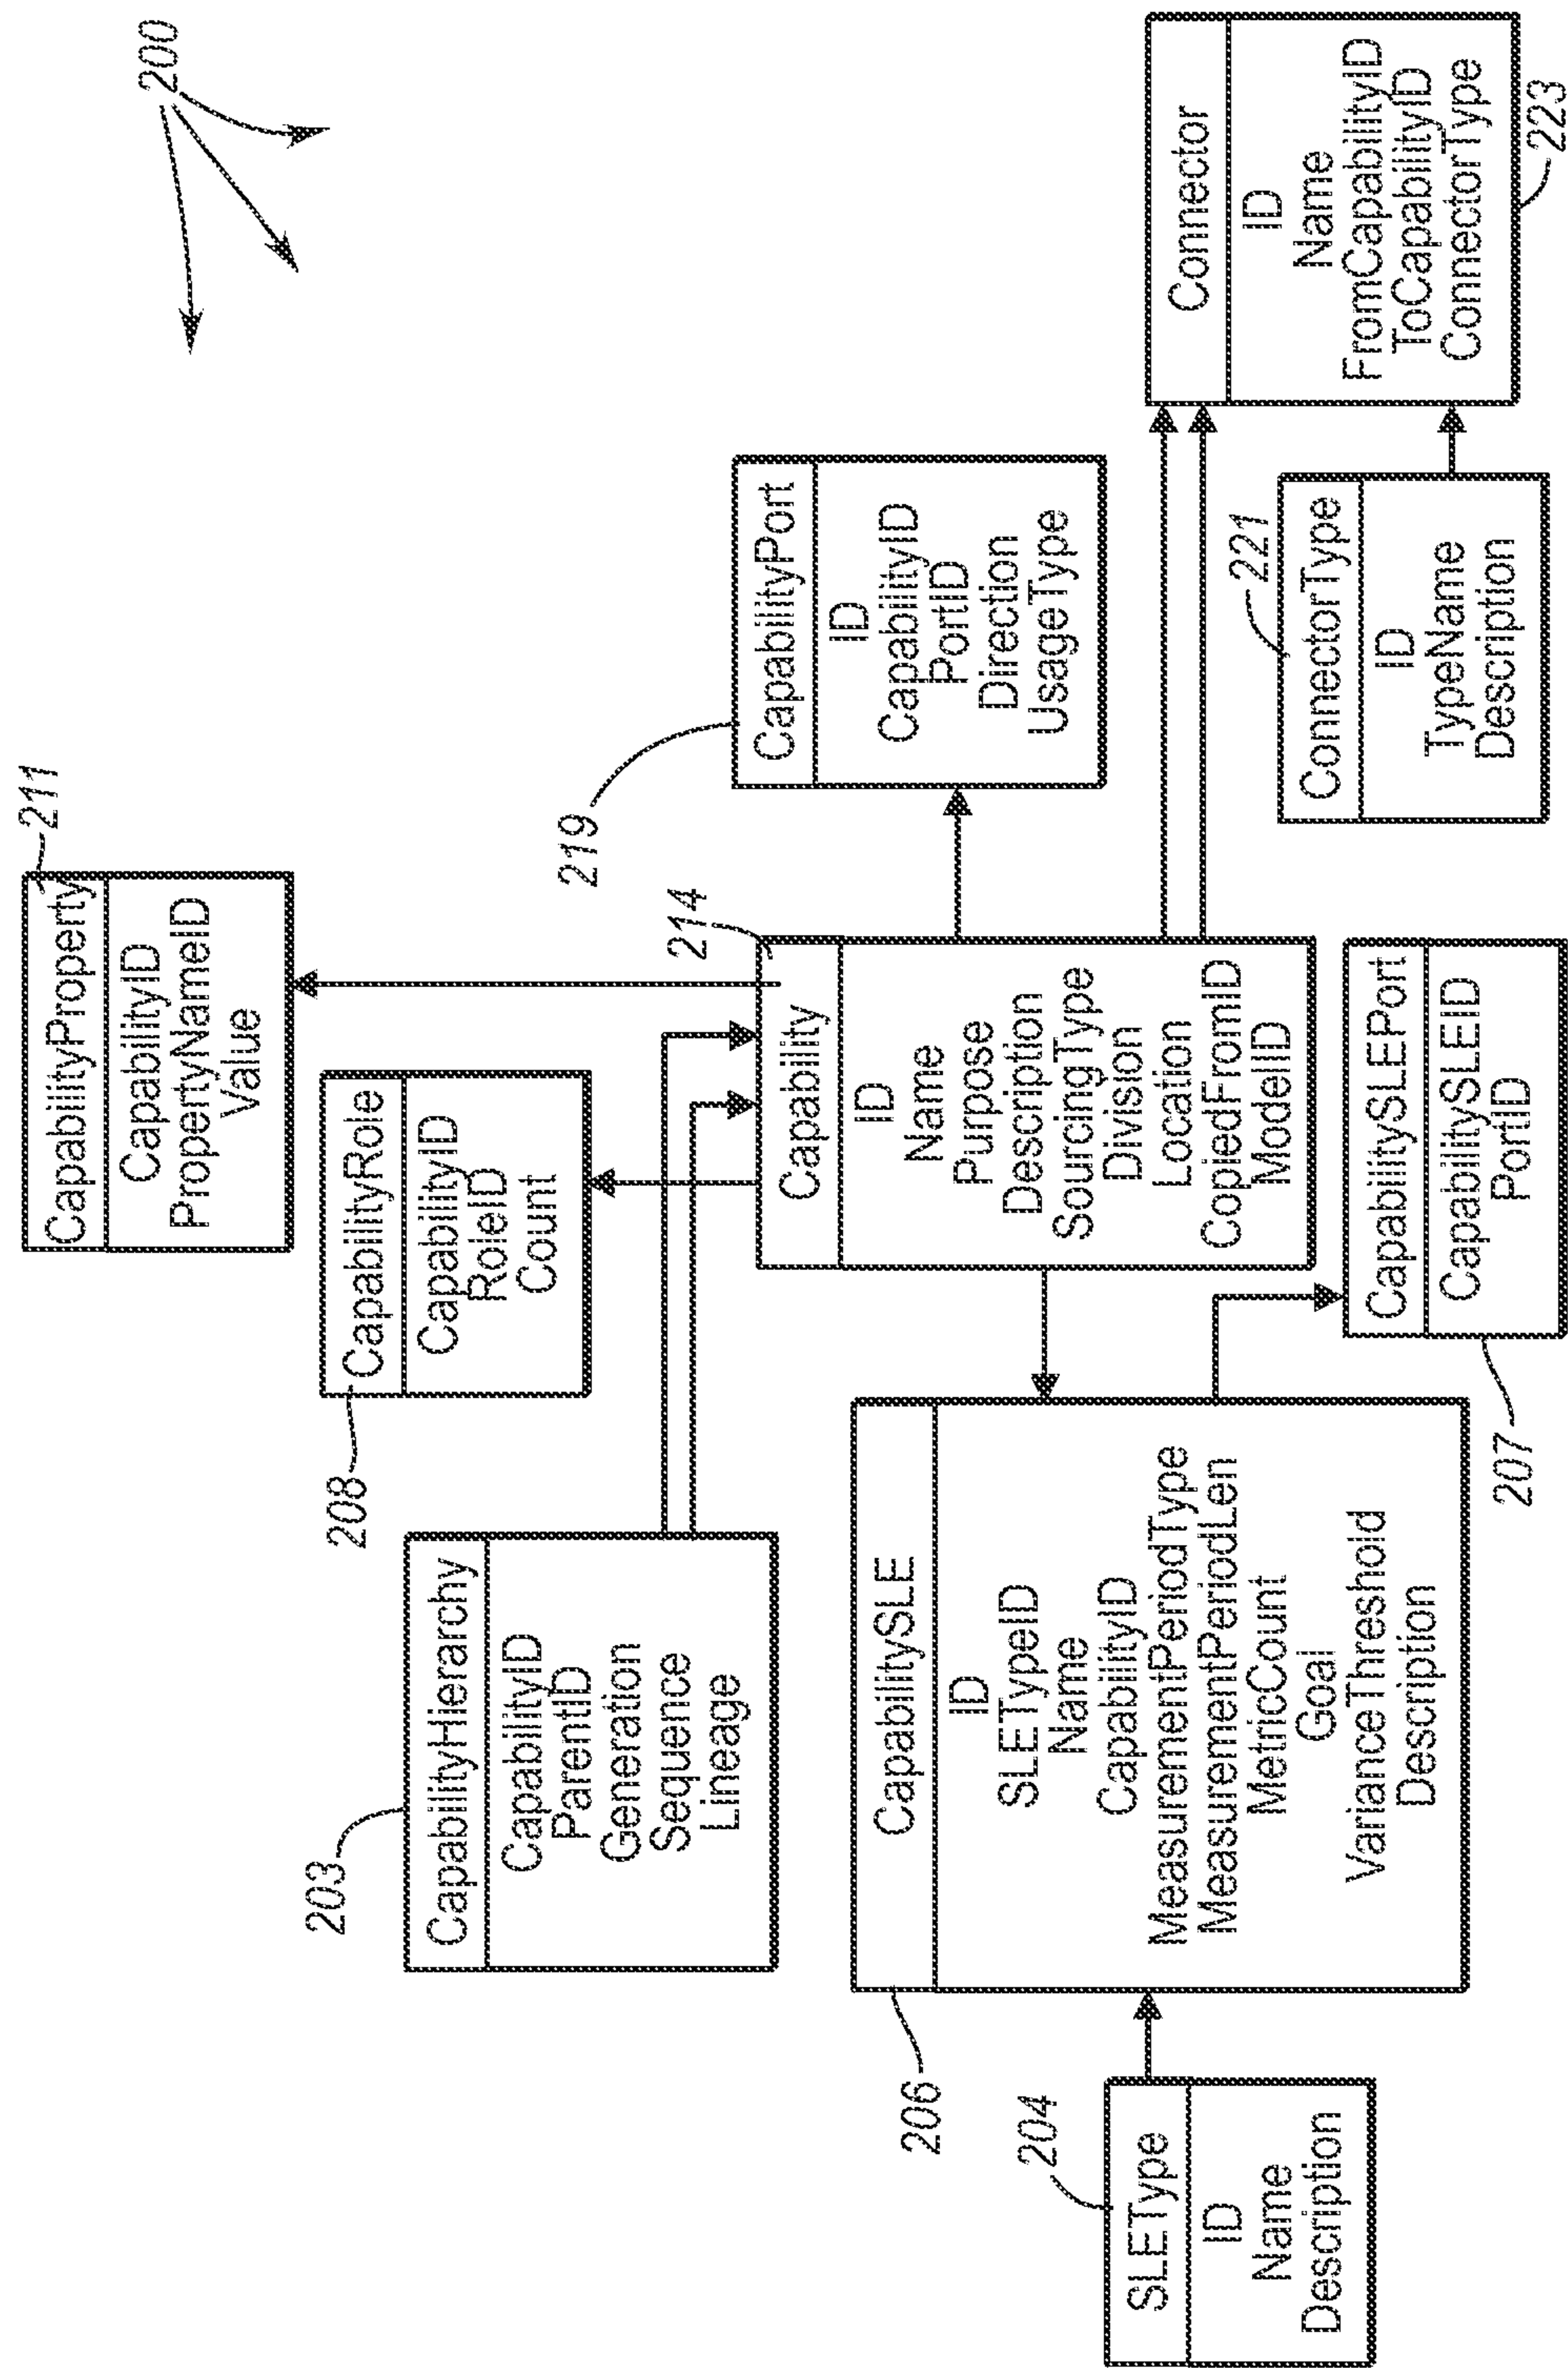 200
211
CapabilityProperty
CapabilityID
PropertyNameID
Value
208
CapabilityRole
CapabilityID
RoleID
Count
203
CapabilityHierarchy
CapabilityID
ParentID
Generation
Sequence
Lineage
219
CapabilityPort
ID
CapabilityID
PortID
Direction
UsageType
214
Capability
ID
Name
Purpose
Description
SourcingType
Division
Location
CopiedFromID
ModelID
206
CapabilitySLE
ID
SLETypeID
Name
CapabilityID
MeasurementPeriodType
MeasurementPeriodLen
MetricCount
Goal
VarianceThreshold
Description
204
SLEType
ID
Name
Description
207
CapabilitySLEPort
CapabilitySLEID
PortID
221
ConnectorType
ID
TypeName
Description
Connector
ID
Name
FromCapabilityID
ToCapabilityID
ConnectorType
223